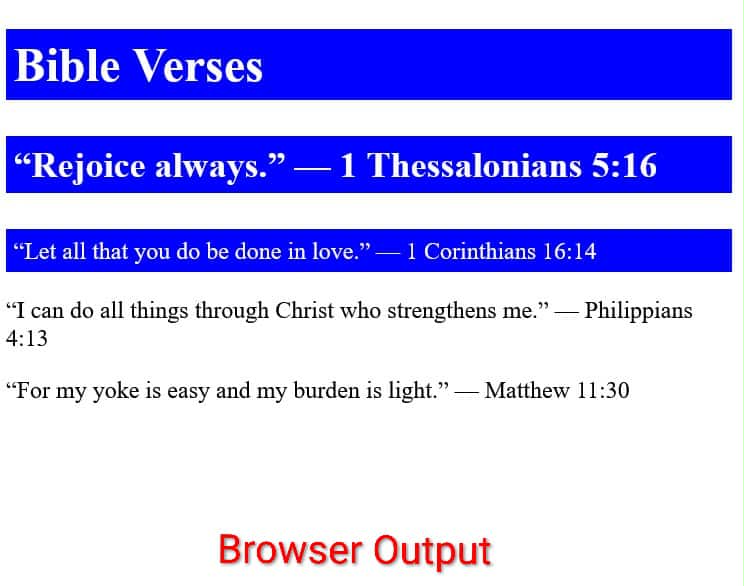 Bible Verses
“Rejoice always.” — 1 Thessalonians 5:16
“Let all that you do be done in love.” — 1 Corinthians 16:14
“I can do all things through Christ who strengthens me.” — Philippians
4:13
“For my yoke is easy and my burden is light.” — Matthew 11:30
Browser Output